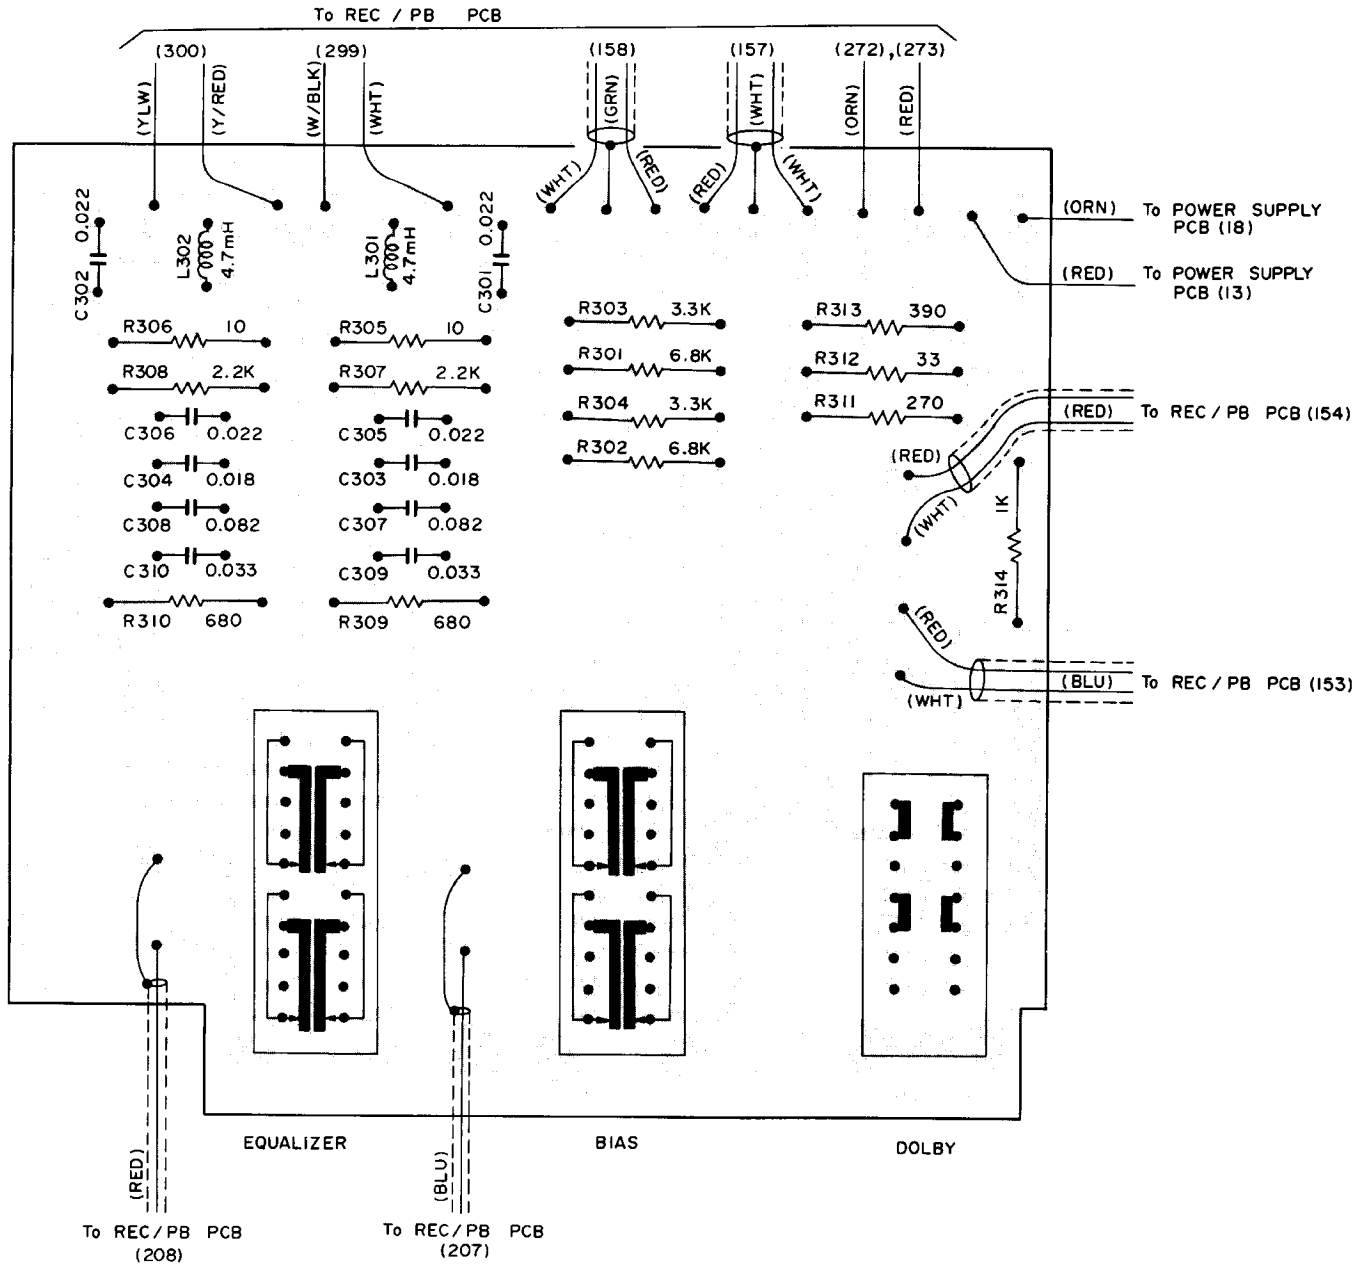 To REC / PB PCB
(300)
(299)
(158)
(157)
(272),(273)
(YLW)
(Y/RED)
(W/BLK)
(WHT)
(GRN)
(WHT)
(ORN)
(RED)
(WHT)
(RED)
(RED)
(WHT)
(ORN)
To POWER SUPPLY
PCB (18)
(RED)
To POWER SUPPLY
PCB (13)
C302 0.022
L302
4.7mH
L301
4.7mH
C301 0.022
R306 10
R305 10
R303 3.3K
R313 390
R308 2.2K
R307 2.2K
R301 6.8K
R312 33
C306 0.022
C305 0.022
R304 3.3K
R311 270
(RED)
To REC / PB PCB (154)
C304 0.018
C303 0.018
R302 6.8K
(RED)
(WHT)
C308 0.082
C307 0.082
R314 1K
C310 0.033
C309 0.033
R310 680
R309 680
(RED)
(BLU)
To REC / PB PCB (153)
(WHT)
EQUALIZER
BIAS
DOLBY
(RED)
(BLU)
To REC/PB PCB
(208)
To REC/PB PCB
(207)